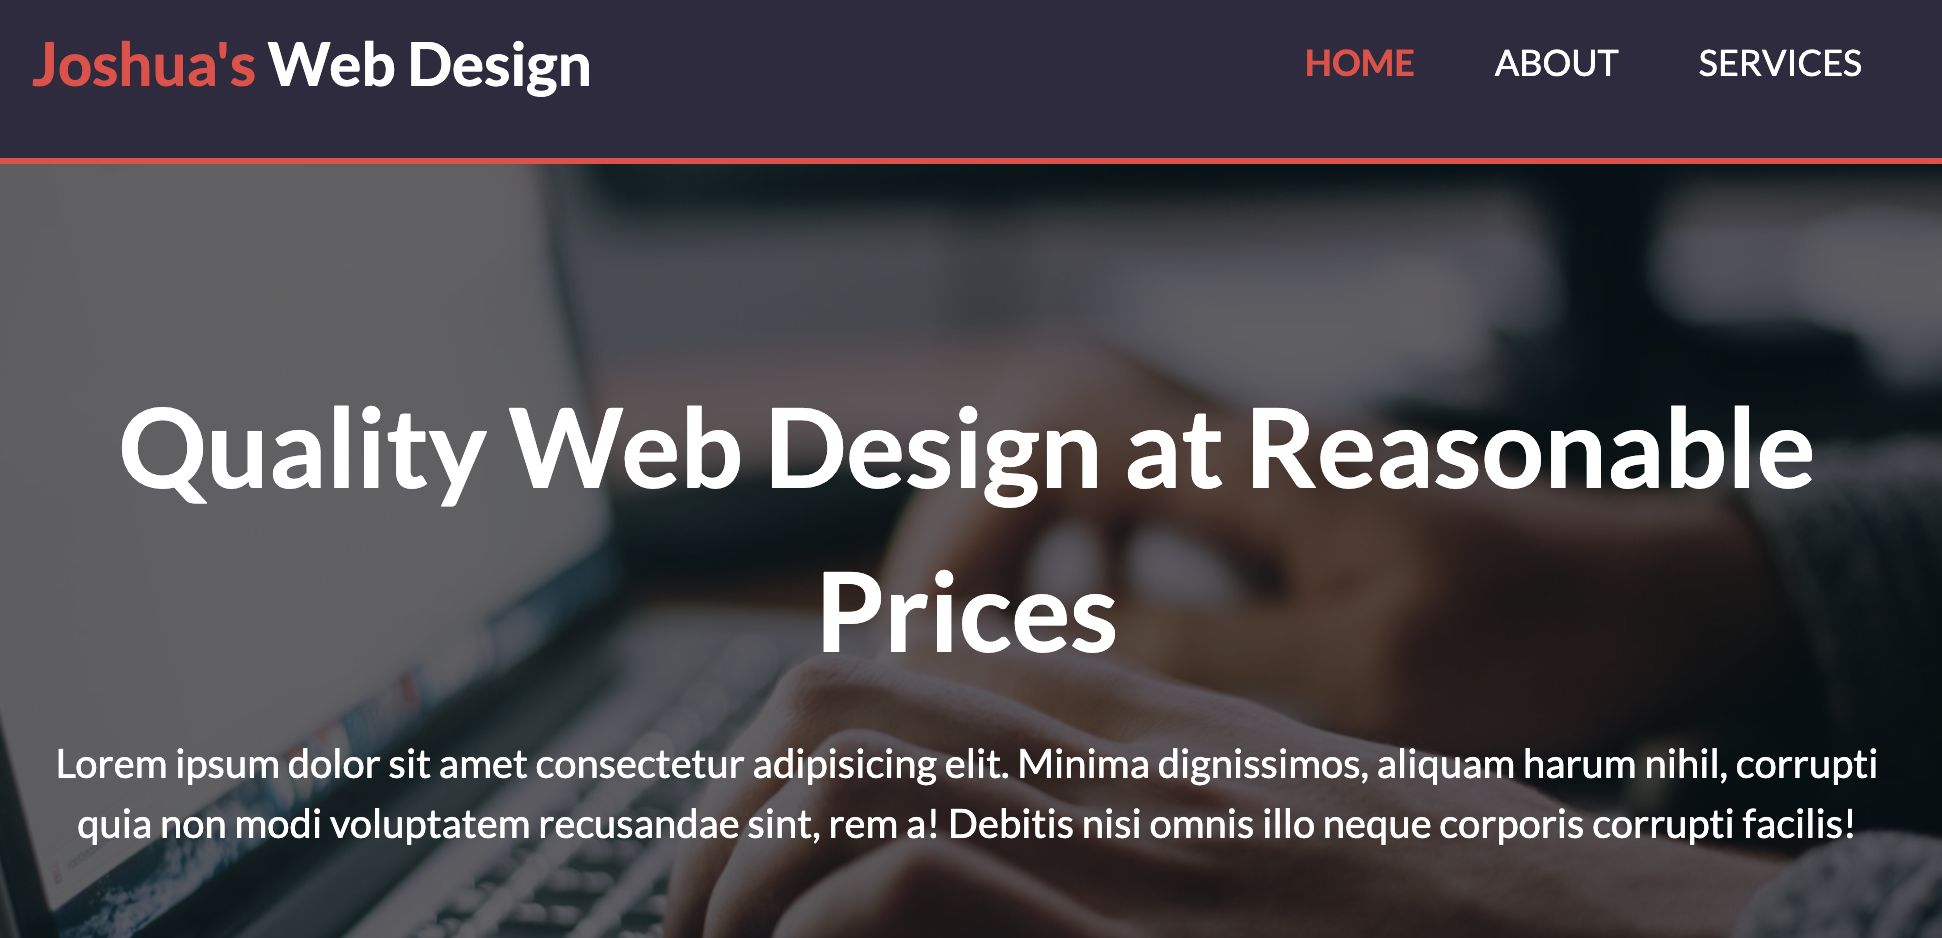 Joshua's Web Design
HOME ABOUT SERVICES
Quality Web Design at Reasonable
Prices
Lorem ipsum dolor sit amet consectetur adipisicing elit. Minima dignissimos, aliquam harum nihil, corrupti
quia non modi voluptatem recusandae sint, rem a! Debitis nisi omnis illo neque corporis corrupti facilis!